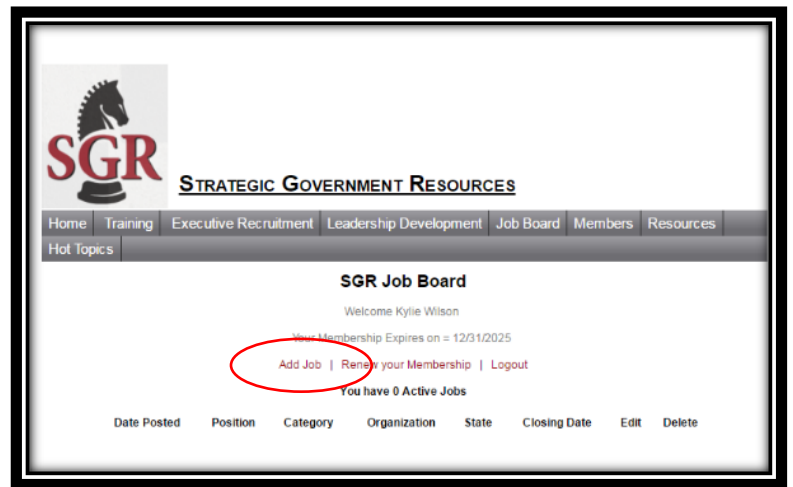 SGR
STRATEGIC GOVERNMENT RESOURCES
Home Training Executive Recruitment Leadership Development Job Board Members Resources
Hot Topics
SGR Job Board
Welcome Kylie Wilson
Your Membership Expires on = 12/31/2025
Add Job | Renew your Membership | Logout
You have 0 Active Jobs
Date Posted Position Category Organization State Closing Date Edit Delete